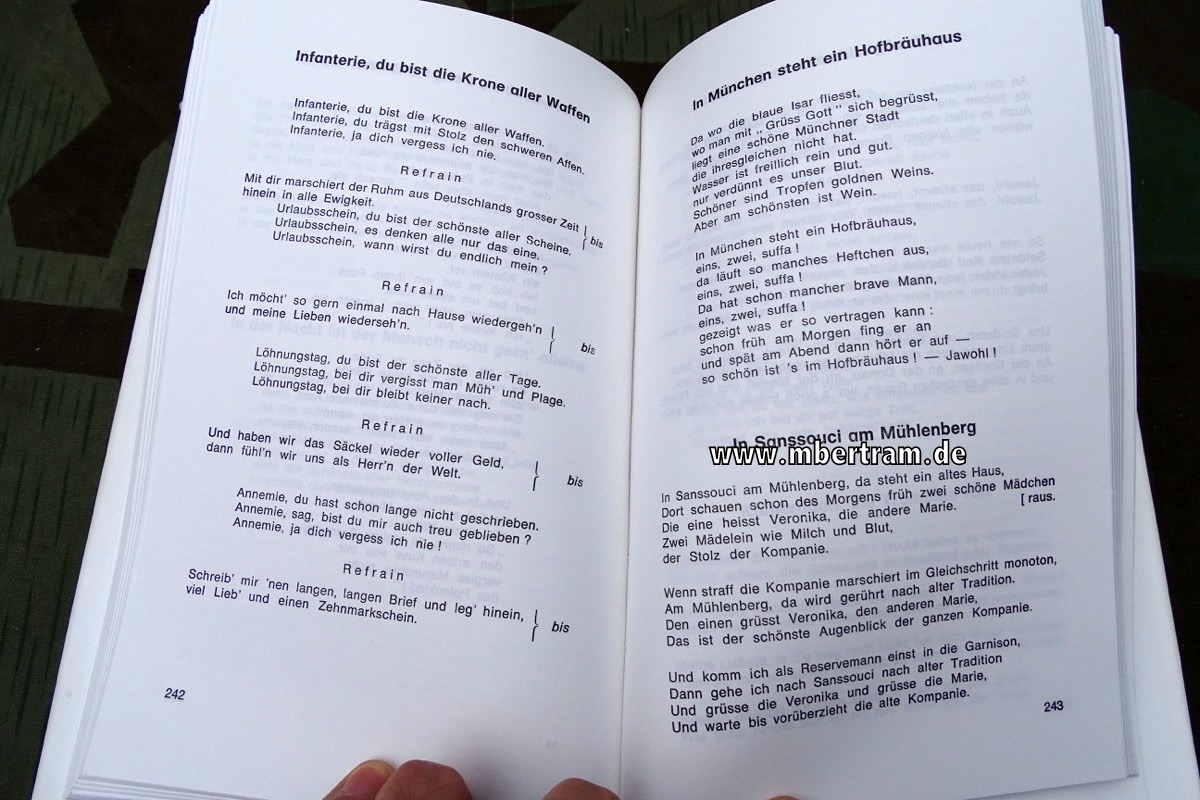 Infanterie, du bist die Krone aller Waffen
Infanterie, du bist die Krone aller Waffen.
Infanterie, du trägst mit Stolz den schweren Affen.
Infanterie, ja dich vergess ich nie.
Refrain
Mit dir marschiert der Ruhm aus Deutschlands grosser Zeit
hinein in alle Ewigkeit.
bis
Urlaubsschein, du bist der schönste aller Scheine.
Urlaubsschein, es denken alle nur das eine.
Urlaubsschein, wann wirst du endlich mein ?
Refrain
Ich möcht' so gern einmal nach Hause wiedergeh'n
und meine Lieben wiederseh'n.
bis
Löhnungstag, du bist der schönste aller Tage.
Löhnungstag, bei dir vergisst man Müh' und Plage.
Löhnungstag, bei dir bleibt keiner nach.
Refrain
Und haben wir das Säckel wieder voller Geld,
dann fühl'n wir uns als Herr'n der Welt.
bis
Annemie, du hast schon lange nicht geschrieben.
Annemie, sag, bist du mir auch treu geblieben ?
Annemie, ja dich vergess ich nie !
Refrain
Schreib' mir 'nen langen, langen Brief und leg' hinein,
viel Lieb' und einen Zehnmarkschein.
bis
242
In München steht ein Hofbräuhaus
Da wo die blaue Isar fliesst,
wo man mit „ Grüss Gott " sich begrüsst,
liegt eine schöne Münchner Stadt
die ihresgleichen nicht hat.
Wasser ist freillich rein und gut.
nur verdünnt es unser Blut.
Schöner sind Tropfen goldnen Weins.
Aber am schönsten ist Wein.
In München steht ein Hofbräuhaus,
eins, zwei, suffa !
da läuft so manches Heftchen aus,
eins, zwei, suffa !
Da hat schon mancher brave Mann,
eins, zwei, suffa !
gezeigt was er so vertragen kann :
schon früh am Morgen fing er an
und spät am Abend dann hört er auf —
so schön ist 's im Hofbräuhaus ! — Jawohl !
In Sanssouci am Mühlenberg
www.mbertram.de
In Sanssouci am Mühlenberg, da steht ein altes Haus,
Dort schauen schon des Morgens früh zwei schöne Mädchen
[ raus.
Die eine heisst Veronika, die andere Marie.
Zwei Mädelein wie Milch und Blut,
der Stolz der Kompanie.
Wenn straff die Kompanie marschiert im Gleichschritt monoton,
Am Mühlenberg, da wird gerührt nach alter Tradition.
Den einen grüsst Veronika, den anderen Marie,
Das ist der schönste Augenblick der ganzen Kompanie.
Und komm ich als Reservemann einst in die Garnison,
Dann gehe ich nach Sanssouci nach alter Tradition
Und grüsse die Veronika und grüsse die Marie,
Und warte bis vorüberzieht die alte Kompanie.
243